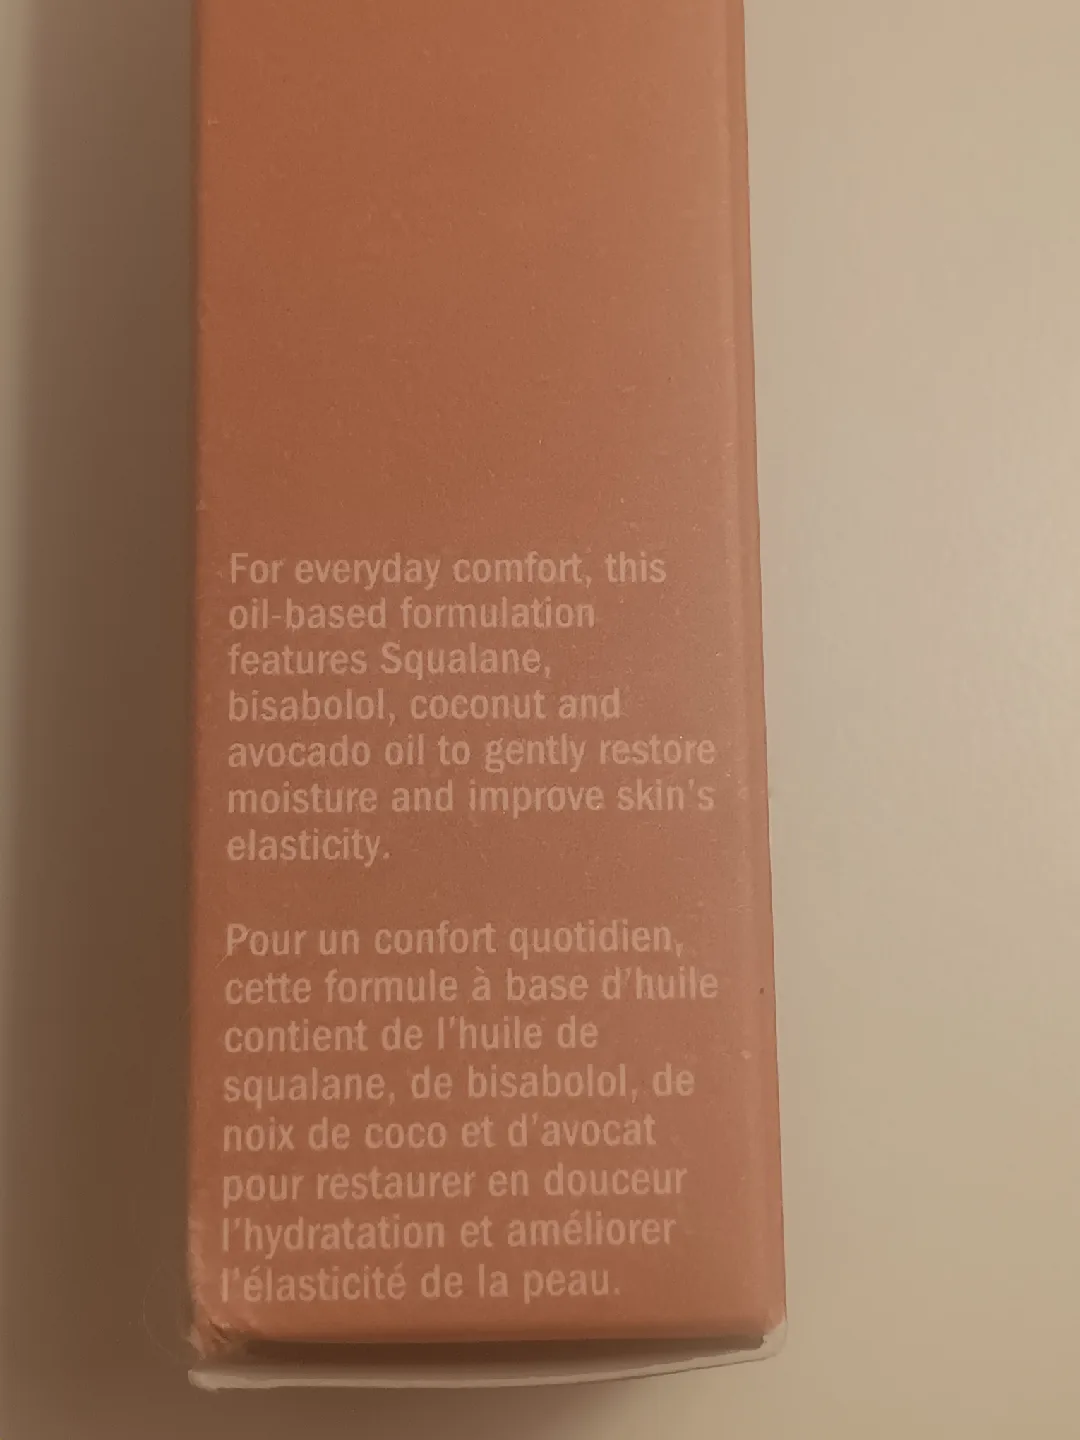 For everyday comfort, this
oil-based formulation
features Squalane,
bisabolol, coconut and
avocado oil to gently restore
moisture and improve skin's
elasticity.
Pour un confort quotidien,
cette formule à base d'huile
contient de l'huile de
squalane, de bisabolol, de
noix de coco et d'avocat
pour restaurer en douceur
l'hydratation et améliorer
l'élasticité de la peau.